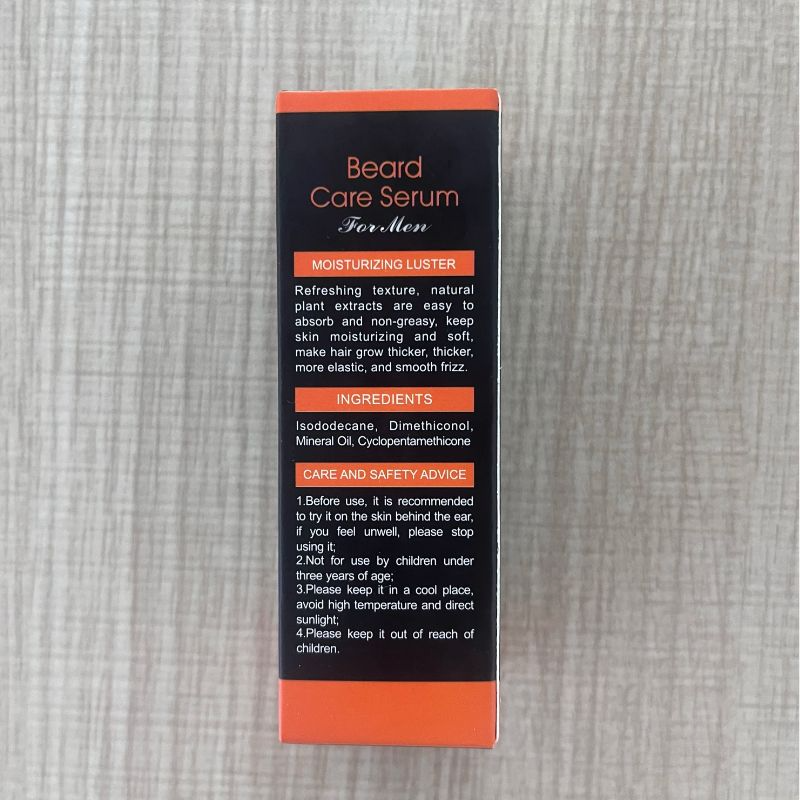 Beard
Care Serum
For Men
MOISTURIZING LUSTER
Refreshing texture, natural
plant extracts are easy to
absorb and non-greasy, keep
skin moisturizing and soft,
make hair grow thicker, thicker,
more elastic, and smooth frizz.
INGREDIENTS
Isododecane, Dimethiconol,
Mineral Oil, Cyclopentamethicone
CARE AND SAFETY ADVICE
1.Before use, it is recommended
to try it on the skin behind the ear,
if you feel unwell, please stop
using it;
2.Not for use by children under
three years of age;
3.Please keep it in a cool place,
avoid high temperature and direct
sunlight;
4.Please keep it out of reach of
children.